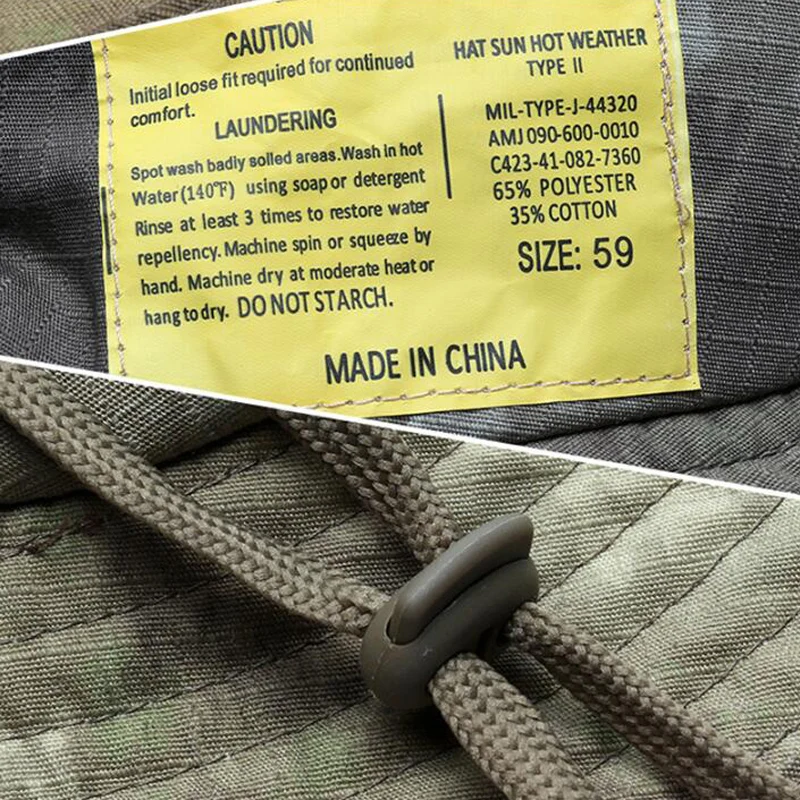 CAUTION
Initial loose fit required for continued
comfort.
LAUNDERING
Spot wash badly soiled areas.Wash in hot
Water (140°F) using soap or detergent
Rinse at least 3 times to restore water
repellency. Machine spin or squeeze by
hand. Machine dry at moderate heat or
hang to dry. DO NOT STARCH.
HAT SUN HOT WEATHER
TYPE II
MIL-TYPE-J-44320
AMJ 090-600-0010
C423-41-082-7360
65% POLYESTER
35% COTTON
SIZE: 59
MADE IN CHINA